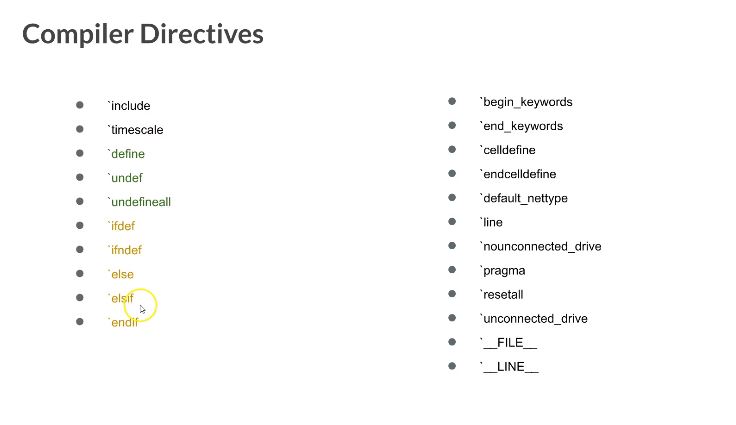 Compiler Directives
`include
`timescale
`define
`undef
`undefineall
`ifdef
`ifndef
`else
`elsif
`endif
`begin_keywords
`end_keywords
`celldefine
`endcelldefine
`default_nettype
`line
`nounconnected_drive
`pragma
`resetall
`unconnected_drive
`__FILE__
`__LINE__